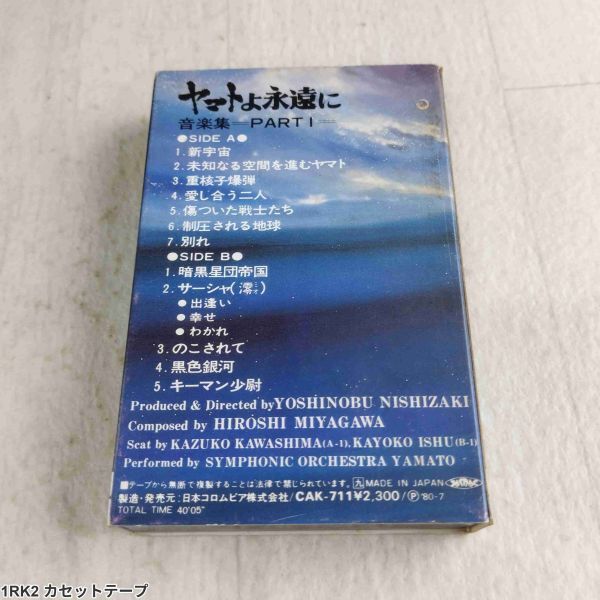 ヤマトよ永遠に
音楽集=PART I=
●SIDE A●
1.新宇宙
2.未知なる空間を進むヤマト
3.重核子爆弾
4.愛し合う二人
5.傷ついた戦士たち
6.制圧される地球
7.別れ
●SIDE B●
1.暗黒星団帝国
2.サーシャ(澪ミオ)
●出逢い
●幸せ
●わかれ
3.のこされて
4.黒色銀河
5.キーマン少尉
Produced & Directed by YOSHINOBU NISHIZAKI
Composed by HIROSHI MIYAGAWA
Scat by KAZUKO KAWASHIMA(A-1), KAYOKO ISHU(B-1)
Performed by SYMPHONIC ORCHESTRA YAMATO
■テープから無断で複製することは法律で禁じられています。 九 MADE IN JAPAN
製造・発売元:日本コロムビア株式会社/CAK-711¥2,300/Ⓟ'80-7
TOTAL TIME 40'05"
1RK2 カセットテープ